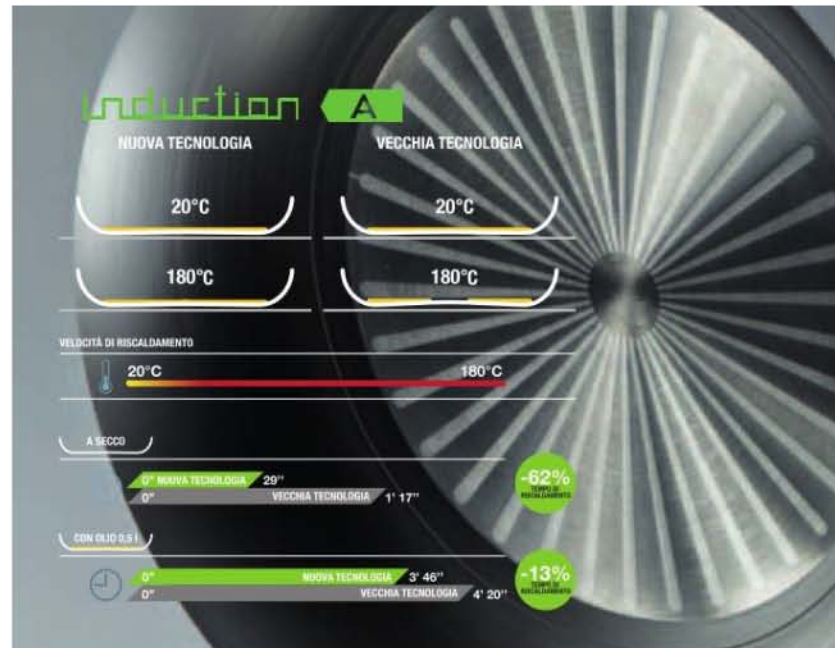 induction A
NUOVA TECNOLOGIA VECCHIA TECNOLOGIA
20°C 20°C
180°C 180°C
VELOCITÀ DI RISCALDAMENTO
20°C 180°C
A SECCO
0" NUOVA TECNOLOGIA 29"
0" VECCHIA TECNOLOGIA 1' 17"
-62%
TEMPO DI
RISCALDAMENTO
CON OLIO 0,5 l
0" NUOVA TECNOLOGIA 3' 46"
0" VECCHIA TECNOLOGIA 4' 20"
-13%
TEMPO DI
RISCALDAMENTO